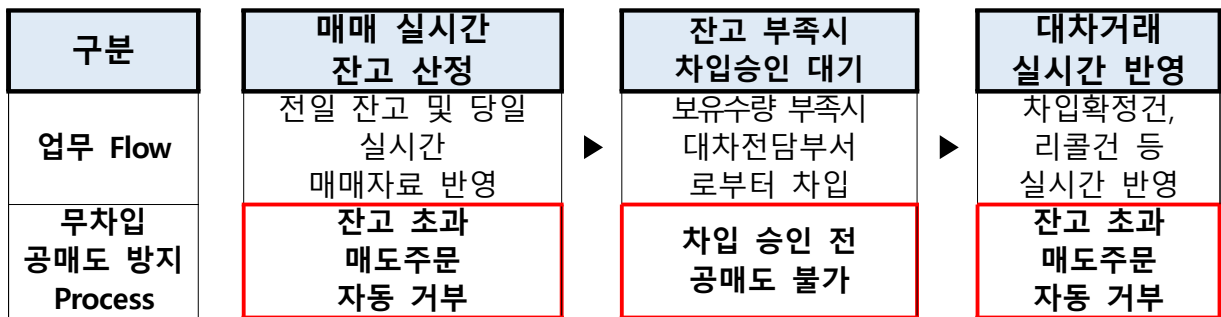 구분
매매 실시간
잔고 산정
잔고 부족시
차입승인 대기
대차거래
실시간 반영
업무 Flow
전일 잔고 및 당일
실시간
매매자료 반영
▶
보유수량 부족시
대차전담부서
로부터 차입
▶
차입확정건,
리콜건 등
실시간 반영
무차입
공매도 방지
Process
잔고 초과
매도주문
자동 거부
차입 승인 전
공매도 불가
잔고 초과
매도주문
자동 거부